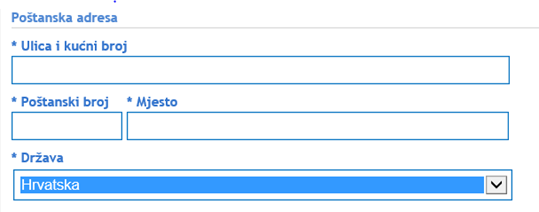 Poštanska adresa
* Ulica i kućni broj
* Poštanski broj * Mjesto
* Država
Hrvatska